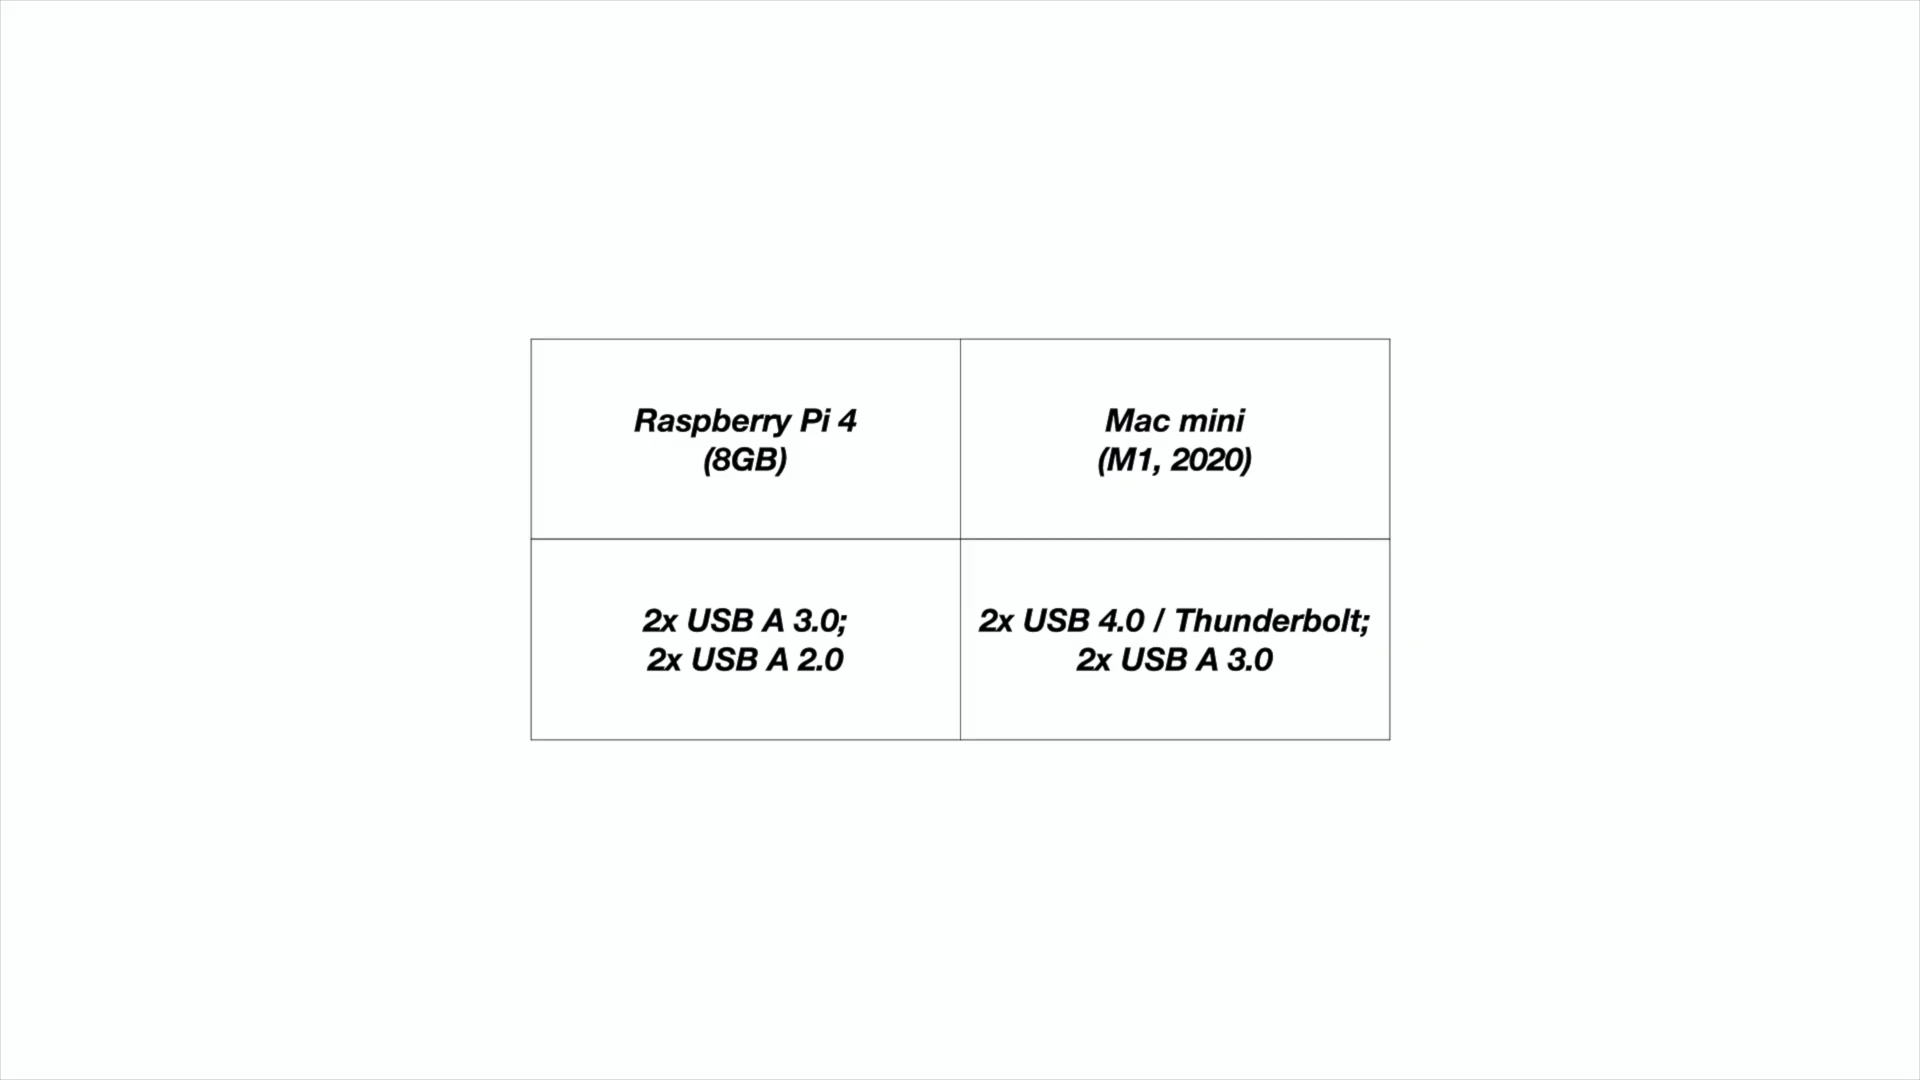 Raspberry Pi 4
(8GB)
Mac mini
(M1, 2020)
2x USB A 3.0;
2x USB A 2.0
2x USB 4.0 / Thunderbolt;
2x USB A 3.0